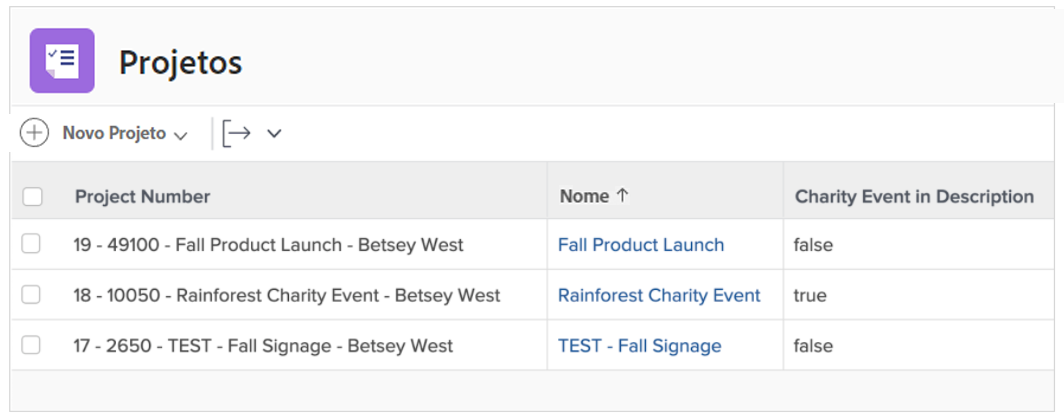 Projetos
Novo Projeto
Project Number Nome ↑ Charity Event in Description
19 - 49100 - Fall Product Launch - Betsey West Fall Product Launch false
18 - 10050 - Rainforest Charity Event - Betsey West Rainforest Charity Event true
17 - 2650 - TEST - Fall Signage - Betsey West TEST - Fall Signage false